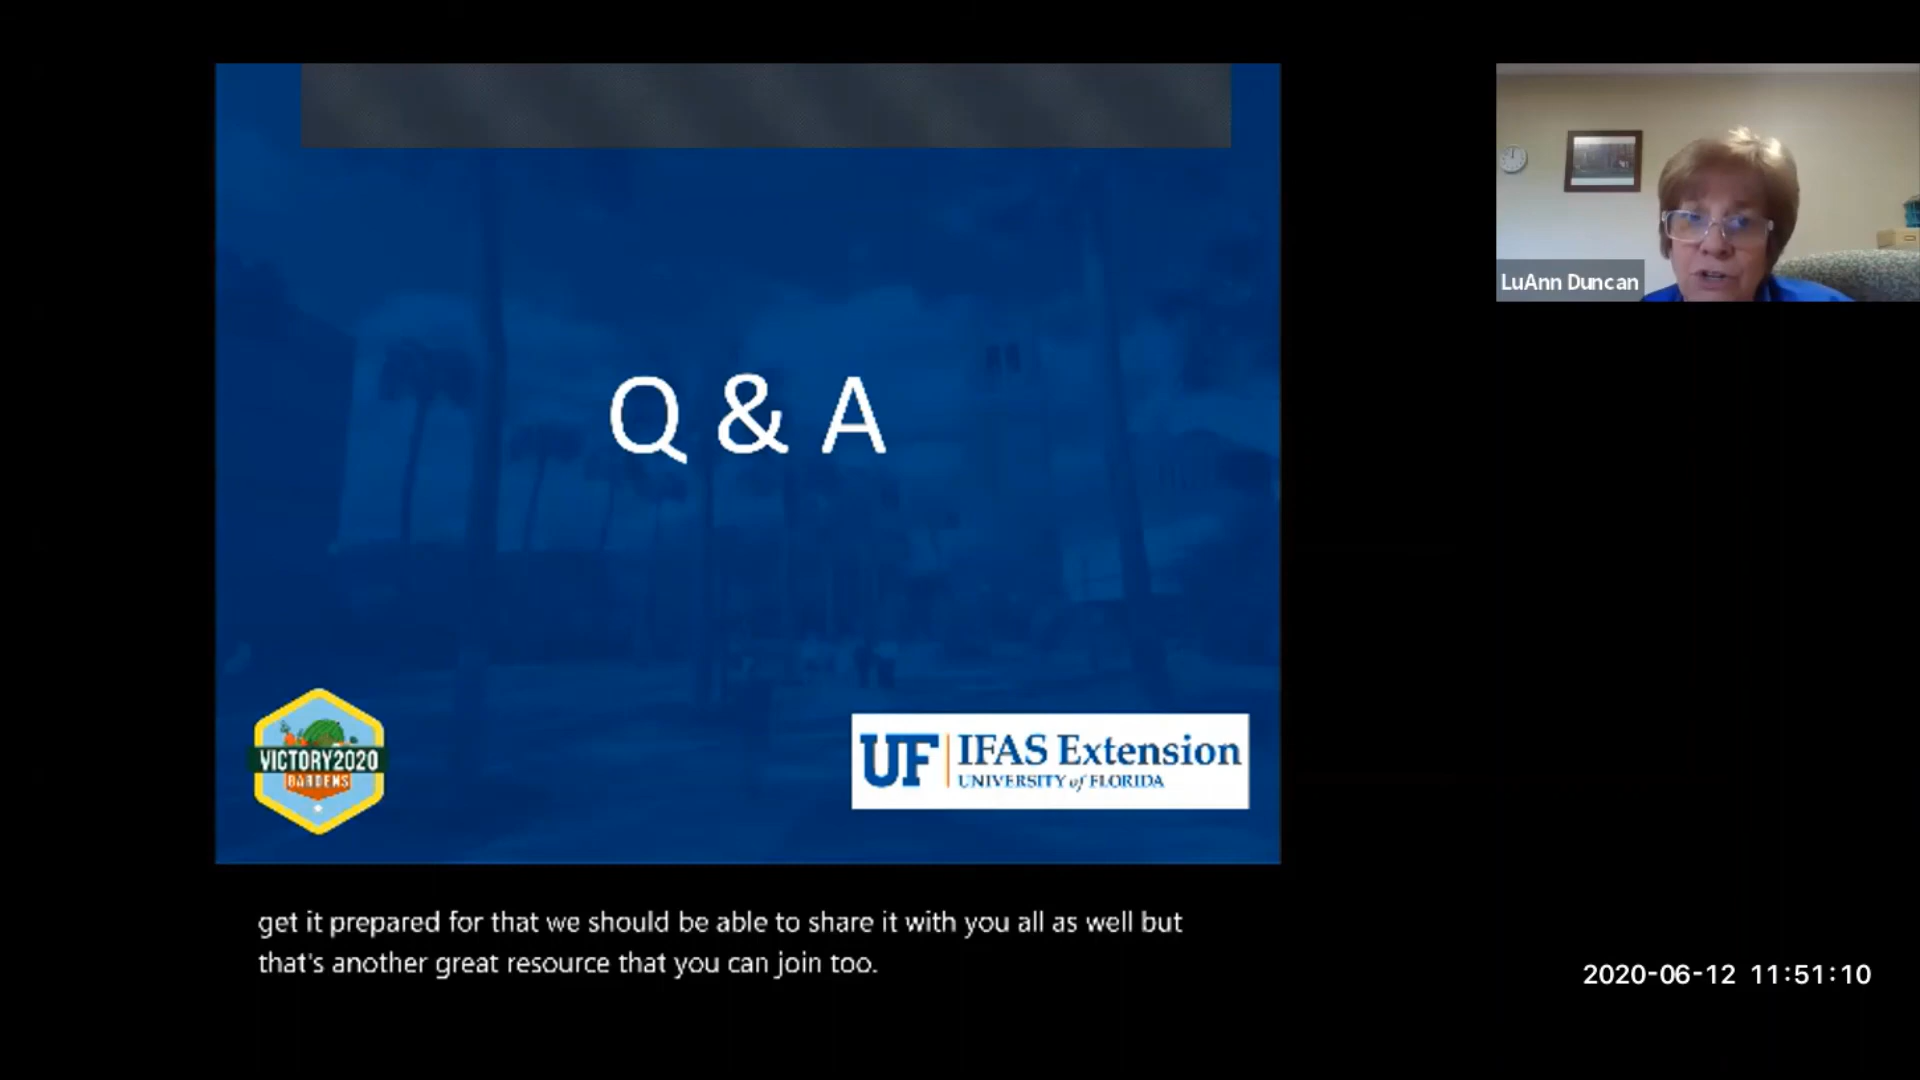 Q & A
LuAnn Duncan
VICTORY2020
GARDENS
UF IFAS Extension
UNIVERSITY of FLORIDA
get it prepared for that we should be able to share it with you all as well but
that's another great resource that you can join too.
2020-06-12 11:51:10